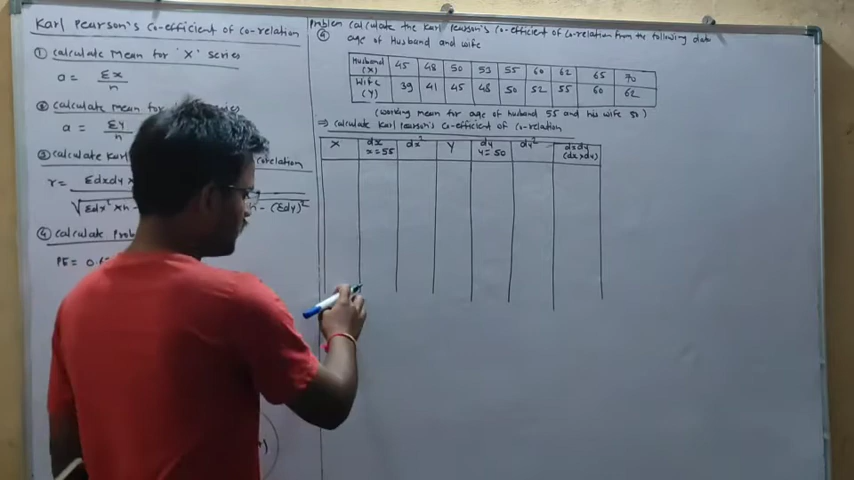 Karl Pearson's Co-efficient of Co-relation
① Calculate Mean for 'X' Series
a = Σx / n
② Calculate Mean for series
a = Σy / n
③ Calculate Karl relation
r = Σdxdy x
√Σdx² xn - n - (Σdy)²
④ Calculate Prob
PE = 0.6
Problem Calculate the Karl Pearson's Co-efficient of Co-relation from the following data
④ age of Husband and wife
Husband (X) 45 48 50 53 55 60 62 65 70
Wife (Y) 39 41 45 48 50 52 55 60 62
(working mean for age of husband 55 and his wife 50)
⇒ Calculate Karl Pearson's Co-efficient of Co-relation
X dx x=55 dx² Y dy y=50 dy² dxdy (dx×dy)